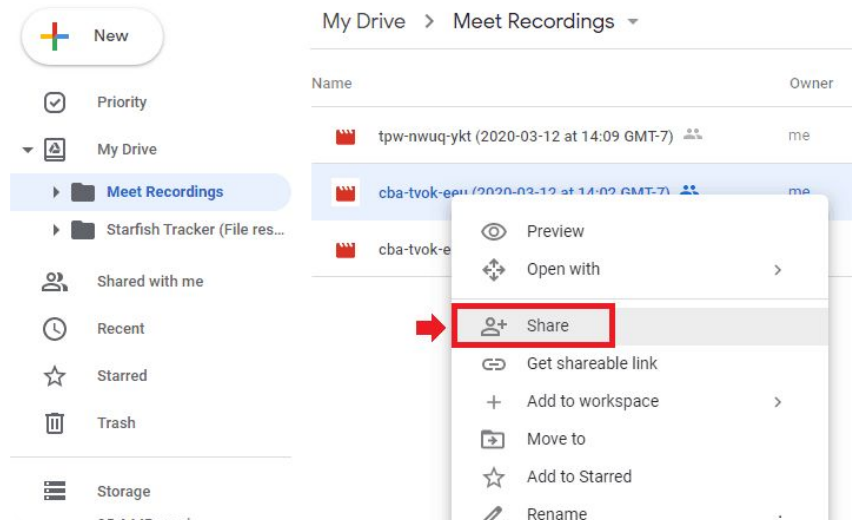 New
Priority
My Drive
Meet Recordings
Starfish Tracker (File res...
Shared with me
Recent
Starred
Trash
Storage
My Drive > Meet Recordings
Name Owner
tpw-nwuq-ykt (2020-03-12 at 14:09 GMT-7) me
cba-tvok-eeu (2020-03-12 at 14:02 GMT-7) me
cba-tvok-e
Preview
Open with
Share
Get shareable link
Add to workspace
Move to
Add to Starred
Rename